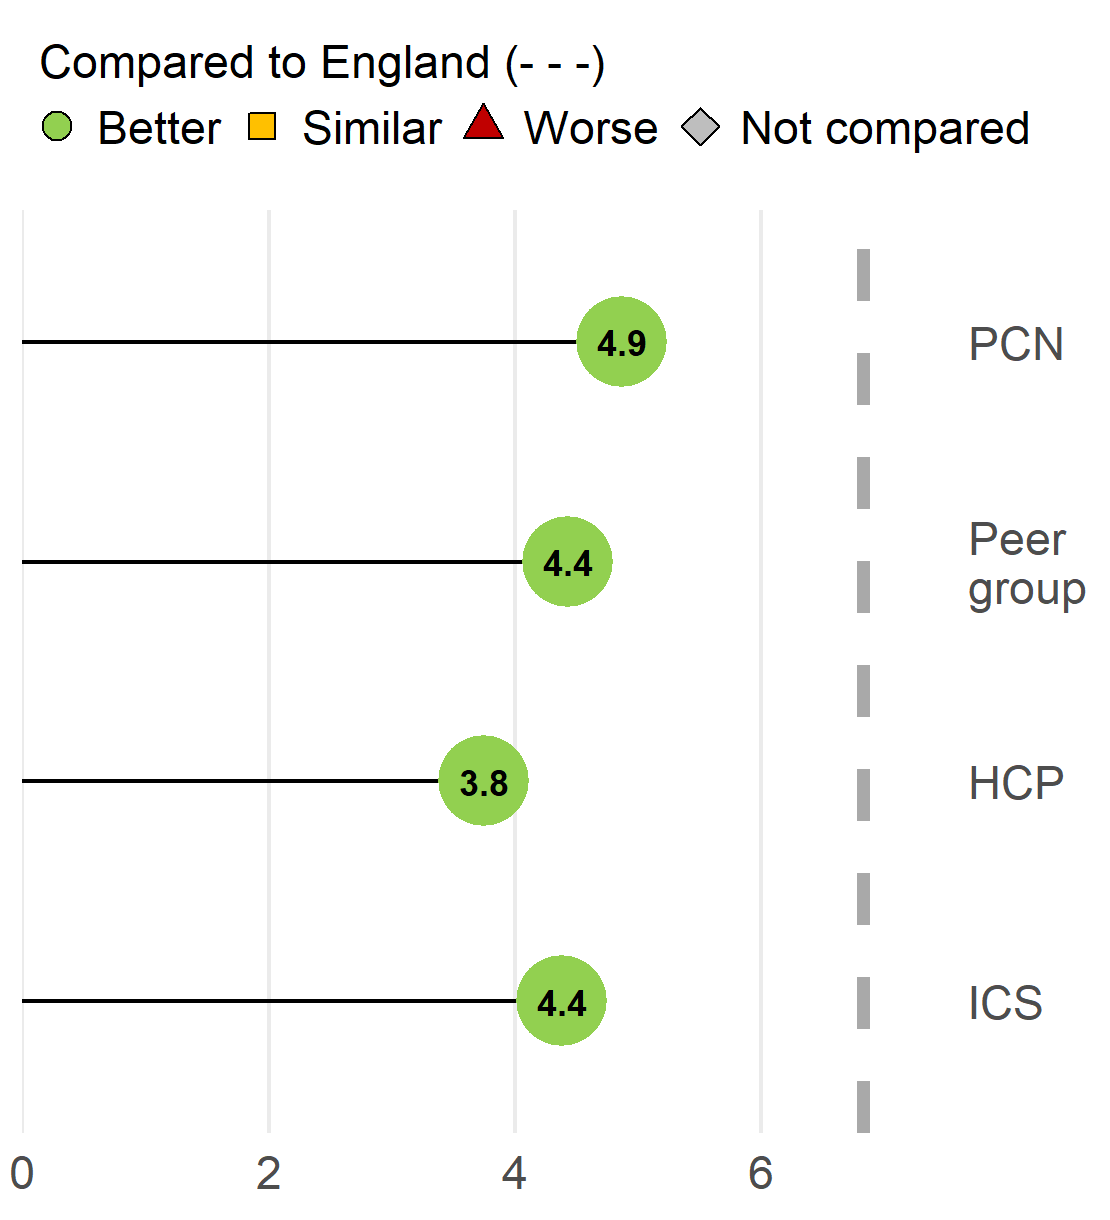 Compared to England (- - -)
Better Similar Worse Not compared
4.9 PCN
4.4 Peer
group
3.8 HCP
4.4 ICS
0 2 4 6